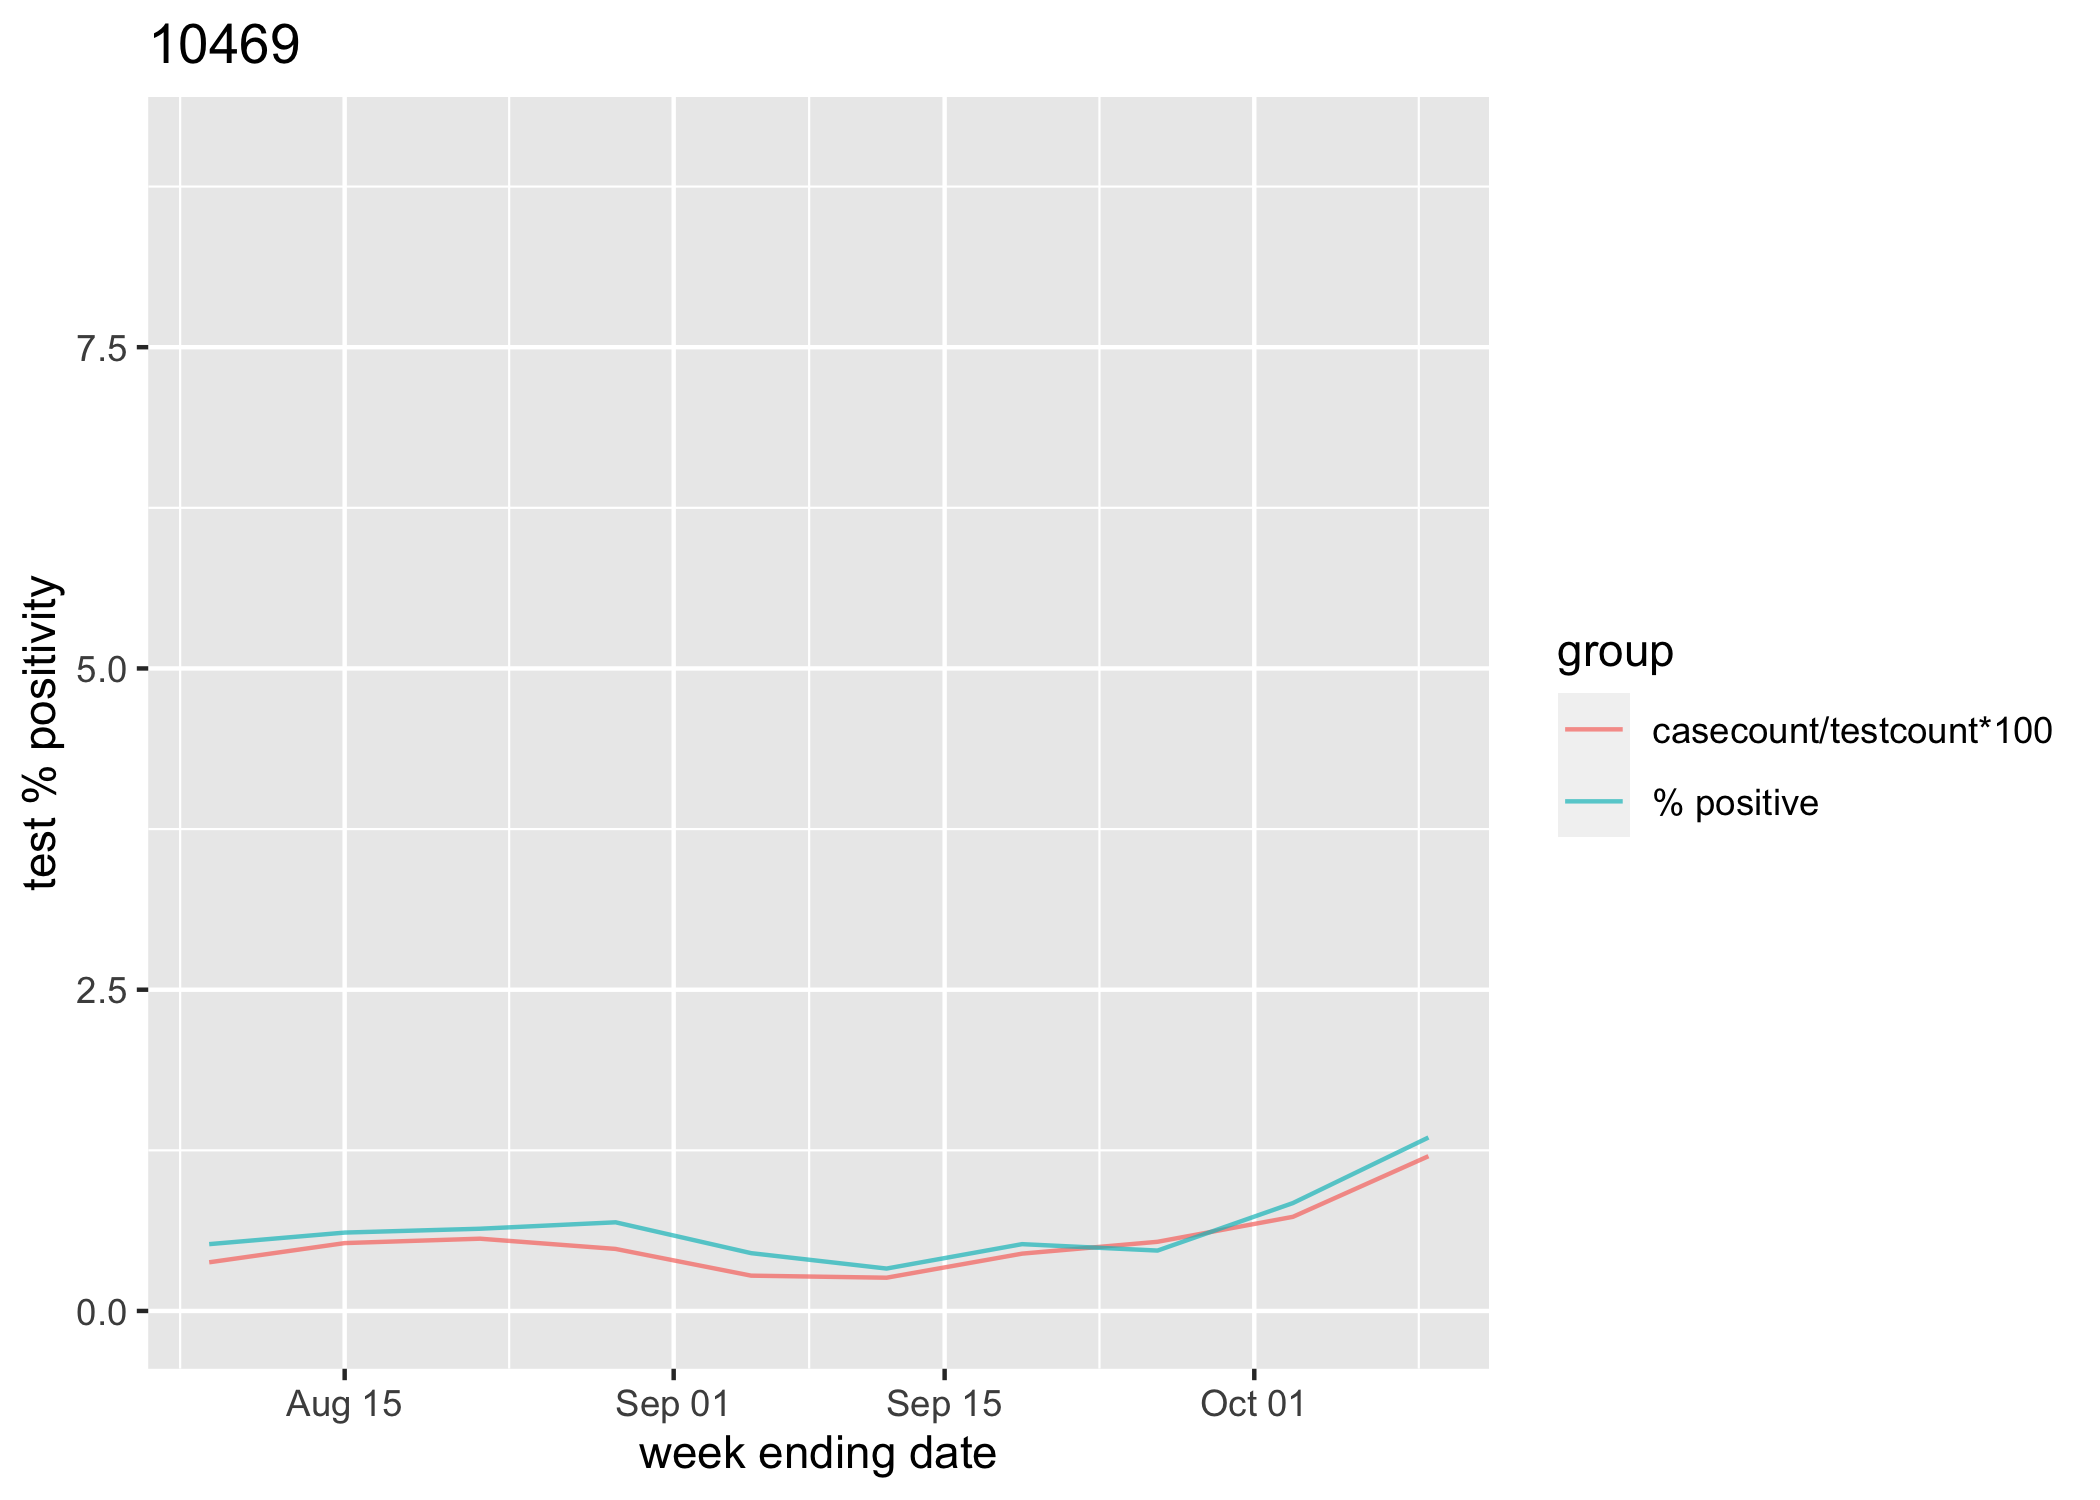 10469
test % positivity
7.5
5.0
2.5
0.0
Aug 15
Sep 01
Sep 15
Oct 01
week ending date
group
casecount/testcount*100
% positive